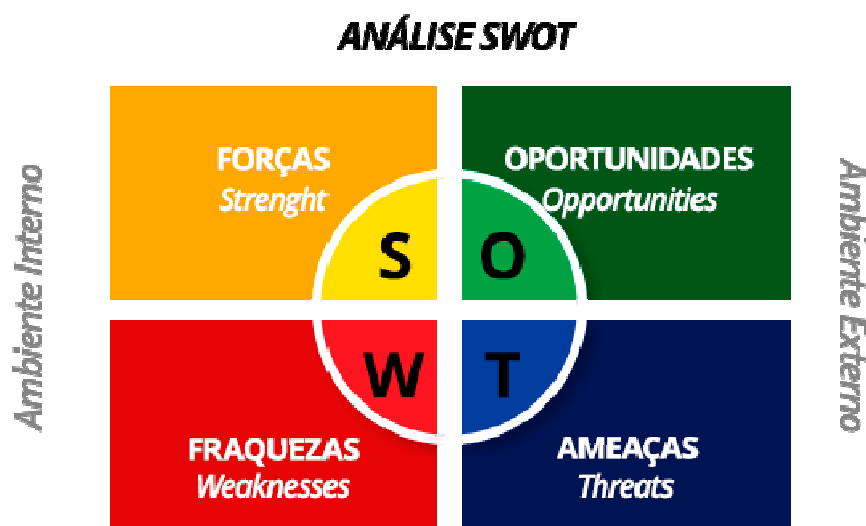 ANÁLISE SWOT
Ambiente Interno
FORÇAS
Strenght
S
OPORTUNIDADES
Opportunities
O
W
FRAQUEZAS
Weaknesses
T
AMEAÇAS
Threats
Ambiente Externo